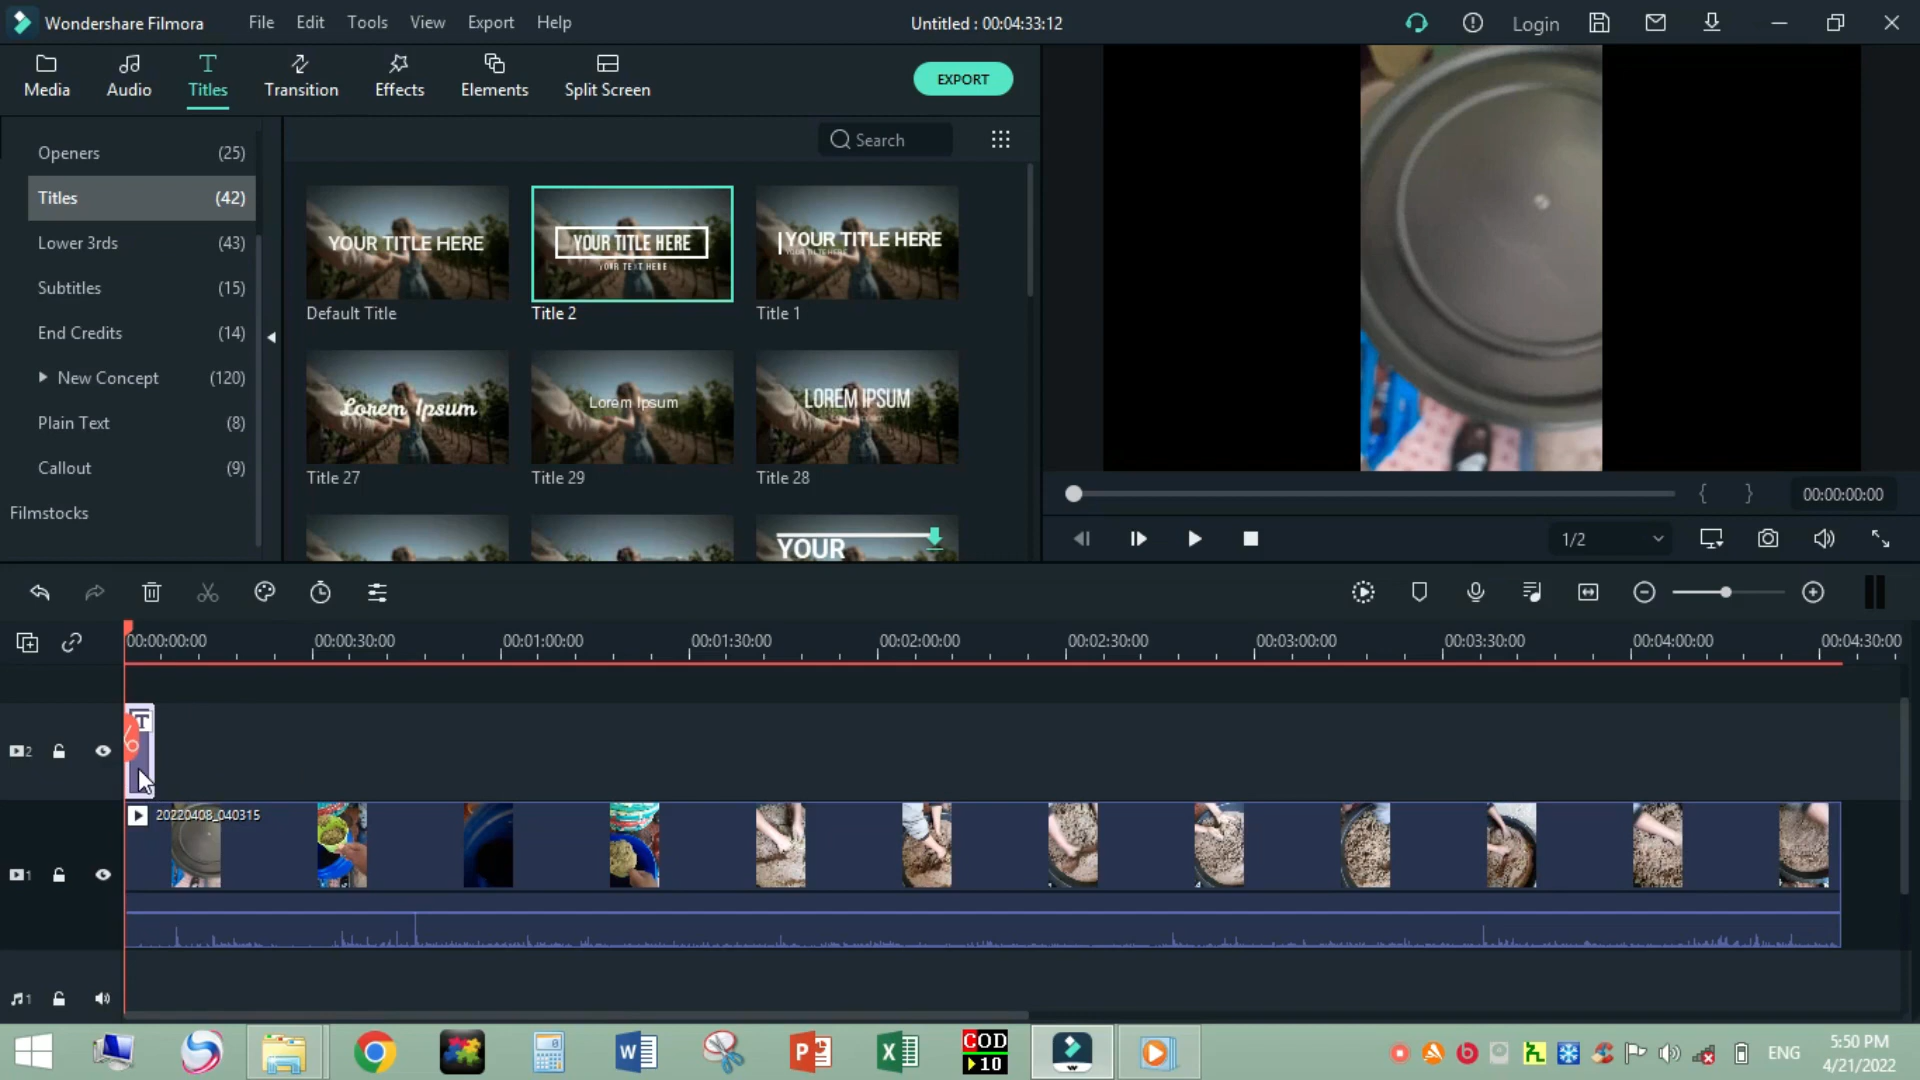 Wondershare Filmora
File
Edit
Tools
View
Export
Help
Untitled : 00:04:33:12
Login
Media
Audio
Titles
Transition
Effects
Elements
Split Screen
EXPORT
Search
Openers (25)
Titles (42)
Lower 3rds (43)
Subtitles (15)
End Credits (14)
New Concept (120)
Plain Text (8)
Callout (9)
Filmstocks
YOUR TITLE HERE
Default Title
YOUR TITLE HERE
YOUR TEXT HERE
Title 2
YOUR TITLE HERE
Title 1
Lorem Ipsum
Title 27
Lorem Ipsum
Title 29
LOREM IPSUM
Title 28
YOUR
{ }
00:00:00:00
1/2
00:00:00:00
00:00:30:00
00:01:00:00
00:01:30:00
00:02:00:00
00:02:30:00
00:03:00:00
00:03:30:00
00:04:00:00
00:04:30:00
T
2
20220408_040315
1
1
COD
10
ENG
5:50 PM
4/21/2022